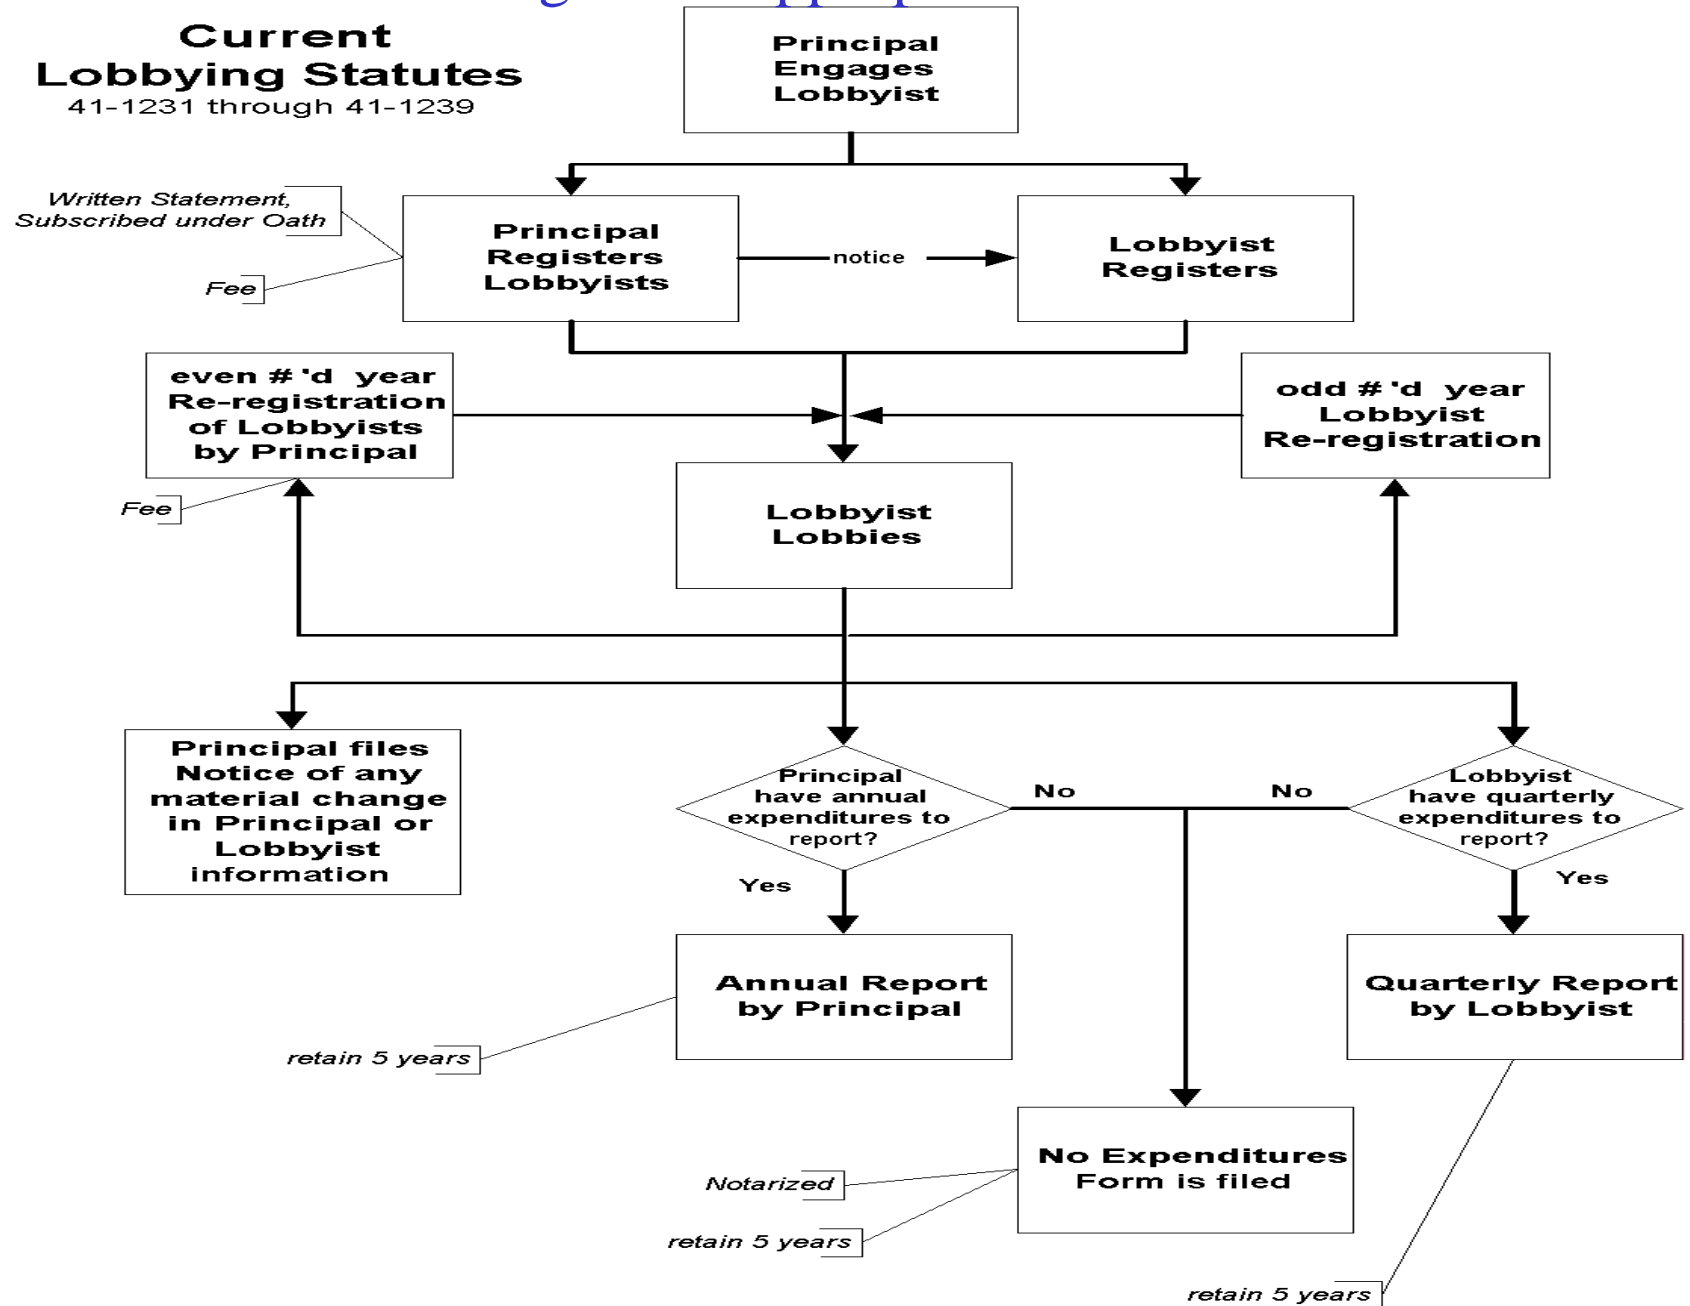 Current
Lobbying Statutes
41-1231 through 41-1239
Principal
Engages
Lobbyist
Written Statement,
Subscribed under Oath
Fee
Principal
Registers
Lobbyists
notice
Lobbyist
Registers
even # 'd year
Re-registration
of Lobbyists
by Principal
Fee
odd # 'd year
Lobbyist
Re-registration
Lobbyist
Lobbies
Principal files
Notice of any
material change
in Principal or
Lobbyist
information
Principal
have annual
expenditures to
report?
No
No
Lobbyist
have quarterly
expenditures to
report?
Yes
Yes
Annual Report
by Principal
retain 5 years
Quarterly Report
by Lobbyist
No Expenditures
Form is filed
Notarized
retain 5 years
retain 5 years